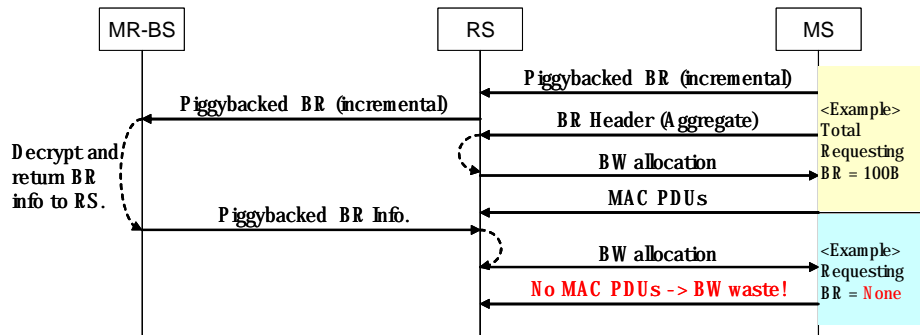 MR-BS
RS
MS
Piggybacked BR (incremental)
Piggybacked BR (incremental)
BR Header (Aggregate)
BW allocation
MAC PDUs
Decrypt and
return BR
info to RS.
Piggybacked BR Info.
BW allocation
No MAC PDUs -> BW waste!
<Example>
Total
Requesting
BR = 100B
<Example>
Requesting
BR = None